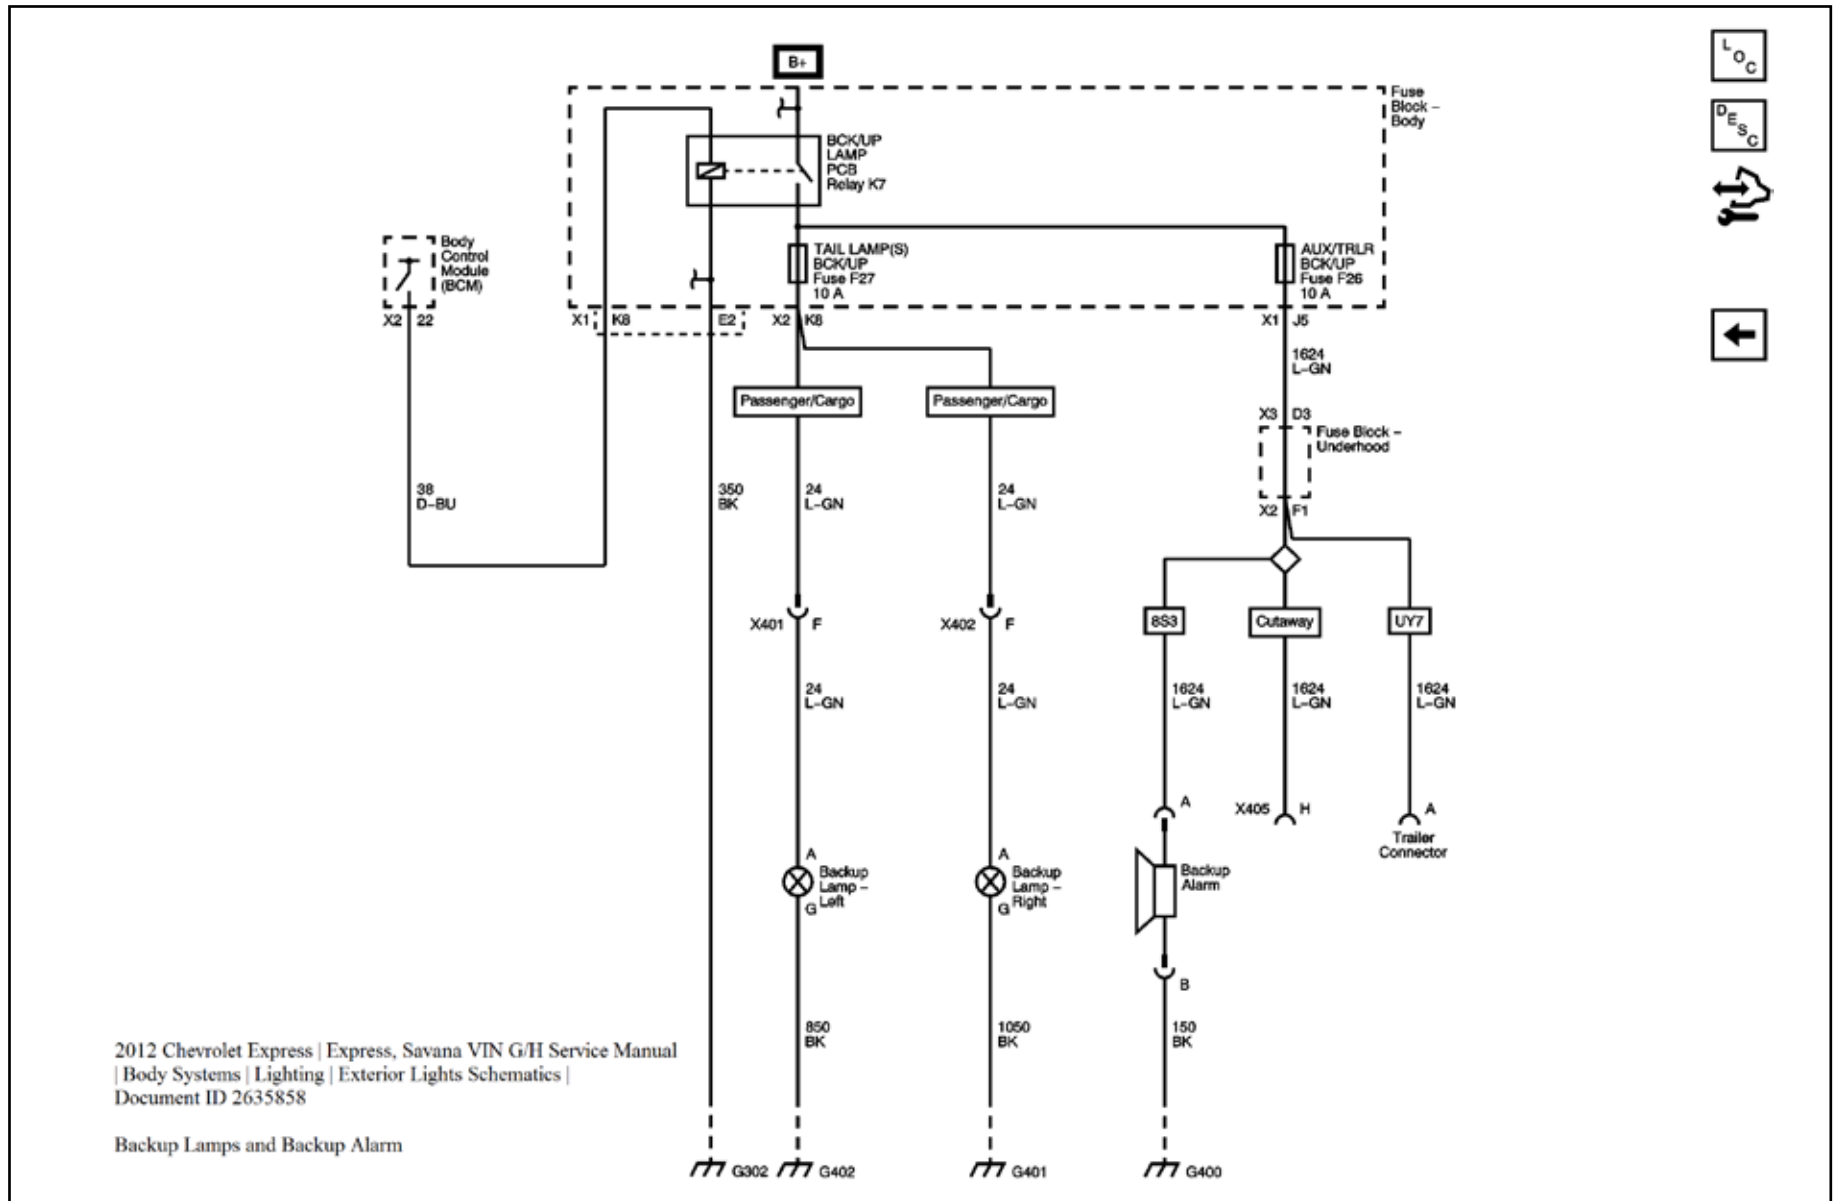 B+
L
O
C
D
E
S
C
Fuse
Block –
Body
BCK/UP
LAMP
PCB
Relay K7
Body
Control
Module
(BCM)
TAIL LAMP(S)
BCK/UP
Fuse F27
10 A
AUX/TRLR
BCK/UP
Fuse F26
10 A
X2 22
X1 K8
E2
X2 K8
X1 J5
1624
L–GN
Passenger/Cargo
Passenger/Cargo
X3 D3
Fuse Block –
Underhood
X2 F1
38
D–BU
350
BK
24
L–GN
24
L–GN
X401 F
X402 F
8S3
Cutaway
UY7
24
L–GN
24
L–GN
1624
L–GN
1624
L–GN
1624
L–GN
A
X405 H
A
Trailer
Connector
A
Backup
Lamp –
Left
G
A
Backup
Lamp –
Right
G
Backup
Alarm
B
850
BK
1050
BK
150
BK
2012 Chevrolet Express | Express, Savana VIN G/H Service Manual
| Body Systems | Lighting | Exterior Lights Schematics |
Document ID 2635858
Backup Lamps and Backup Alarm
G302
G402
G401
G400